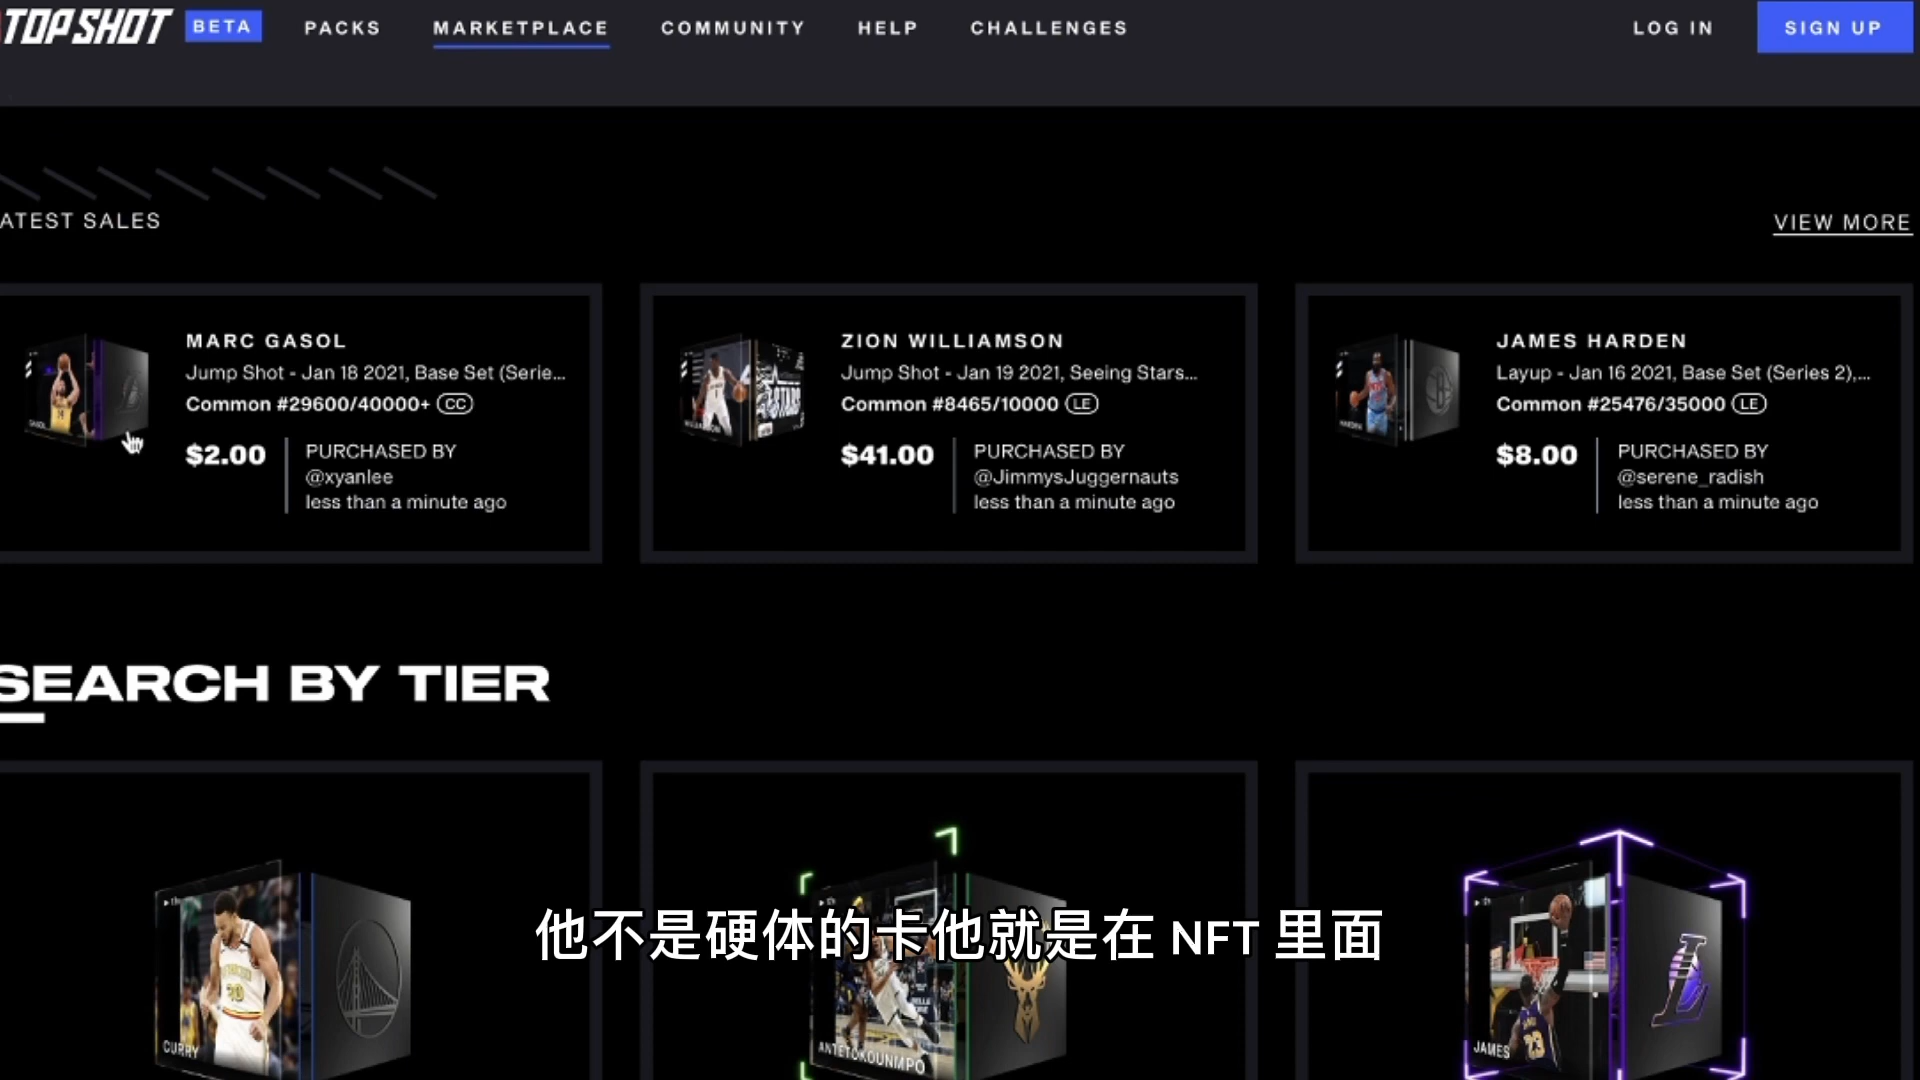 TOP SHOT BETA PACKS MARKETPLACE COMMUNITY HELP CHALLENGES LOG IN SIGN UP
ATEST SALES
VIEW MORE
MARC GASOL
Jump Shot - Jan 18 2021, Base Set (Serie...
Common #29600/40000+ CC
$2.00
PURCHASED BY
@xyanlee
less than a minute ago
ZION WILLIAMSON
Jump Shot - Jan 19 2021, Seeing Stars...
Common #8465/10000 LE
$41.00
PURCHASED BY
@JimmysJuggernauts
less than a minute ago
JAMES HARDEN
Layup - Jan 16 2021, Base Set (Series 2),...
Common #25476/35000 LE
$8.00
PURCHASED BY
@serene_radish
less than a minute ago
SEARCH BY TIER
CURRY
30
ANTETOKOUNMPO
JAMES
23
他不是硬体的卡他就是在 NFT 里面